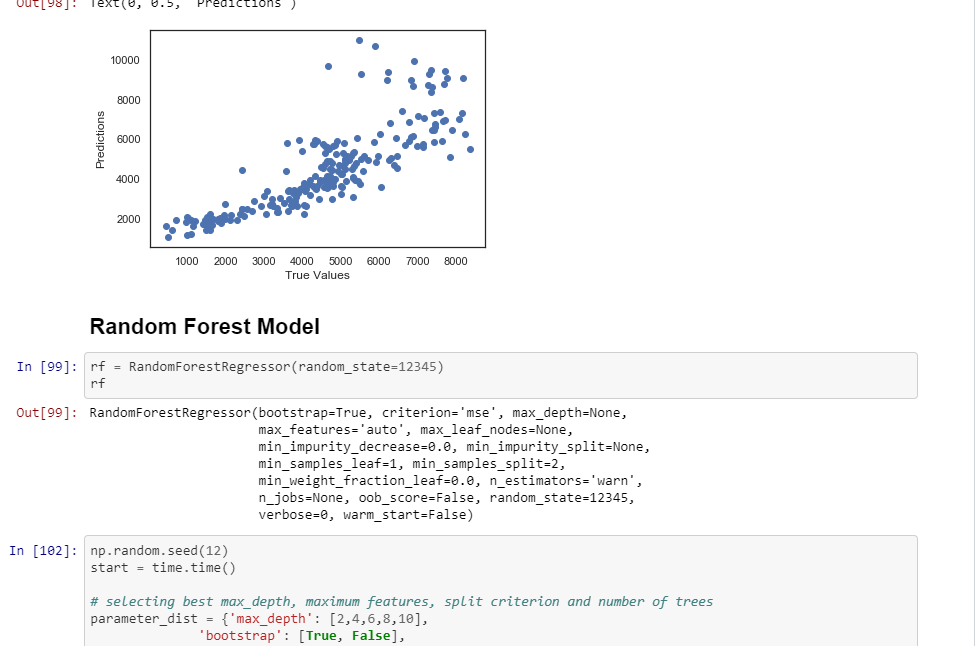 Out[98]: Text(0, 0.5, 'Predictions')
10000
8000
6000
4000
2000
Predictions
1000 2000 3000 4000 5000 6000 7000 8000
True Values
Random Forest Model
In [99]: rf = RandomForestRegressor(random_state=12345)
rf
Out[99]: RandomForestRegressor(bootstrap=True, criterion='mse', max_depth=None,
max_features='auto', max_leaf_nodes=None,
min_impurity_decrease=0.0, min_impurity_split=None,
min_samples_leaf=1, min_samples_split=2,
min_weight_fraction_leaf=0.0, n_estimators='warn',
n_jobs=None, oob_score=False, random_state=12345,
verbose=0, warm_start=False)
In [102]: np.random.seed(12)
start = time.time()
# selecting best max_depth, maximum features, split criterion and number of trees
parameter_dist = {'max_depth': [2,4,6,8,10],
'bootstrap': [True, False],